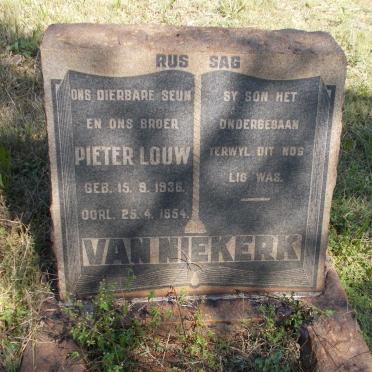 RUS SAG
ONS DIERBARE SEUN
EN ONS BROER
PIETER LOUW
GEB. 15. 9. 1936.
OORL. 25. 4. 1954.
SY SON HET
ONDERGEGAAN
TERWYL DIT NOG
LIG WAS.
VAN NIEKERK